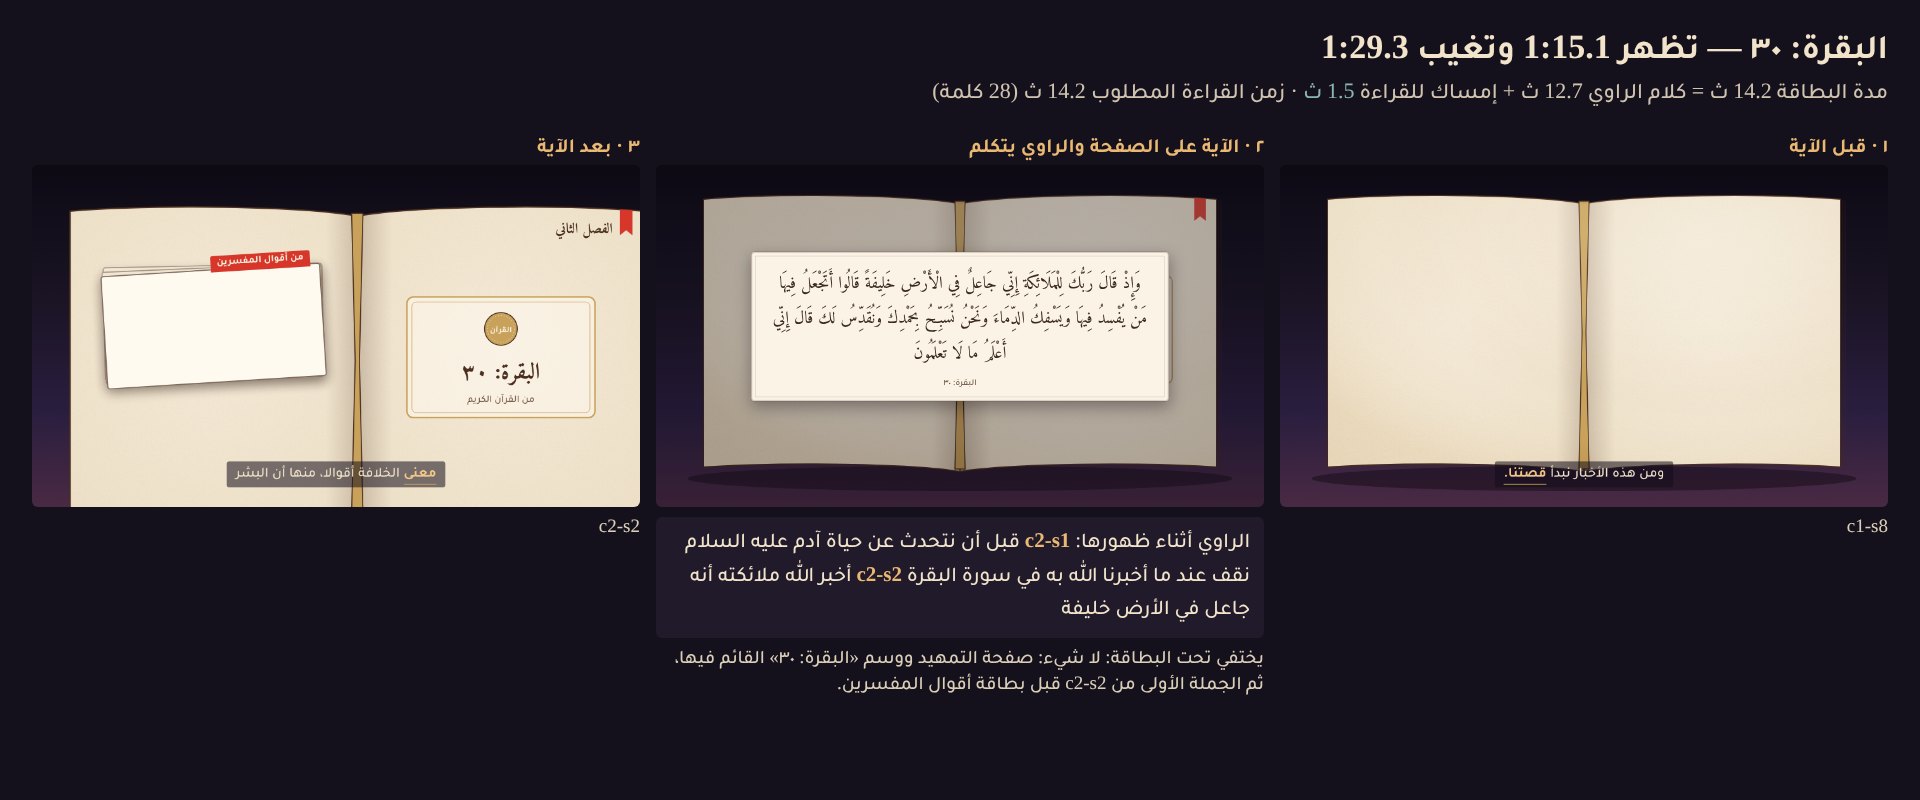 البقرة: ٣٠ — تظهر 1:15.1 وتغيب 1:29.3
مدة البطاقة 14.2 ث = كلام الراوي 12.7 ث + إمساك للقراءة 1.5 ث · زمن القراءة المطلوب 14.2 ث (28 كلمة)
١ · قبل الآية
ومن هذه الأخبار نبدأ قصتنا.
c1-s8
٢ · الآية على الصفحة والراوي يتكلم
وَإِذْ قَالَ رَبُّكَ لِلْمَلَائِكَةِ إِنِّي جَاعِلٌ فِي الْأَرْضِ خَلِيفَةً قَالُوا أَتَجْعَلُ فِيهَا
مَنْ يُفْسِدُ فِيهَا وَيَسْفِكُ الدِّمَاءَ وَنَحْنُ نُسَبِّحُ بِحَمْدِكَ وَنُقَدِّسُ لَكَ قَالَ إِنِّي
أَعْلَمُ مَا لَا تَعْلَمُونَ
البقرة: ٣٠
الراوي أثناء ظهورها: c2-s1 قبل أن نتحدث عن حياة آدم عليه السلام
نقف عند ما أخبرنا الله به في سورة البقرة c2-s2 أخبر الله ملائكته أنه
جاعل في الأرض خليفة
يختفي تحت البطاقة: لا شيء: صفحة التمهيد ووسم «البقرة: ٣٠» القائم فيها،
ثم الجملة الأولى من c2-s2 قبل بطاقة أقوال المفسرين.
٣ · بعد الآية
الفصل الثاني
القرآن
البقرة: ٣٠
من القرآن الكريم
من أقوال المفسرين
معنى الخلافة أقوالا، منها أن البشر
c2-s2